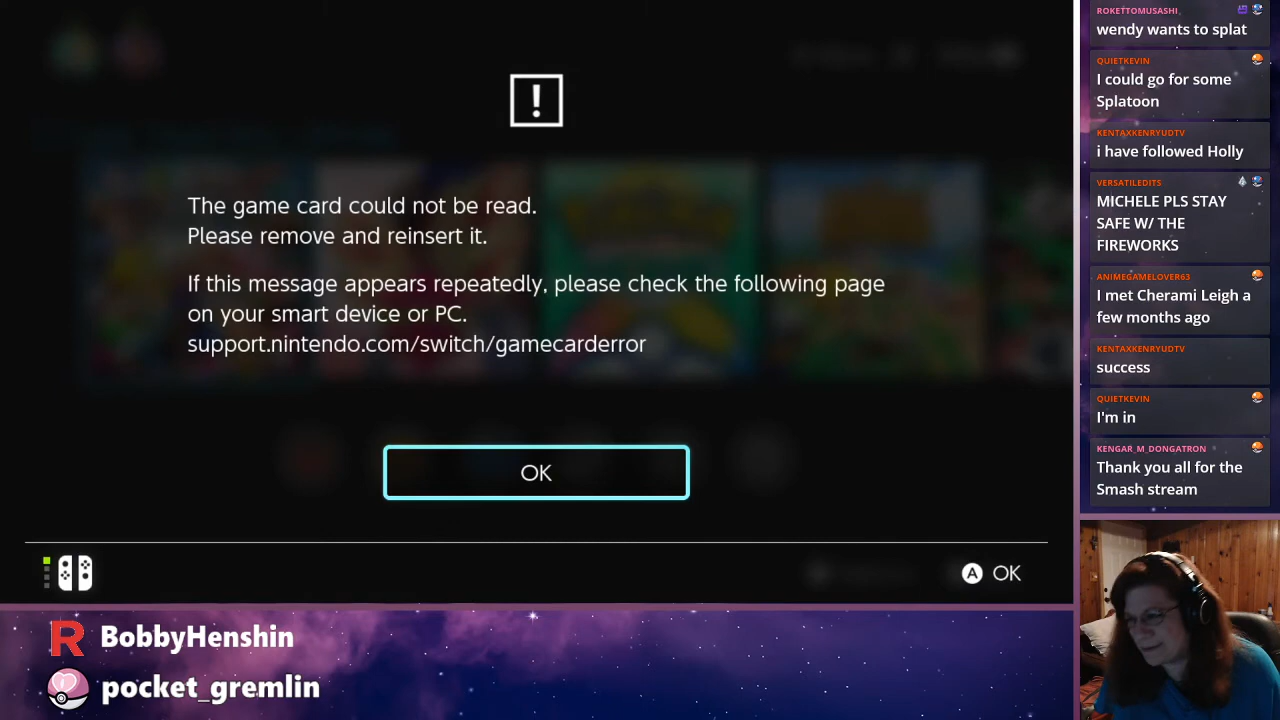 !
The game card could not be read.
Please remove and reinsert it.
If this message appears repeatedly, please check the following page
on your smart device or PC.
support.nintendo.com/switch/gamecarderror
OK
A OK
R BobbyHenshin
pocket_gremlin
ROKETTOMUSASHI
wendy wants to splat
QUIETKEVIN
I could go for some
Splatoon
KENTAXKENRYUDTV
i have followed Holly
VERSATILEDITS
MICHELE PLS STAY
SAFE W/ THE
FIREWORKS
ANIMEGAMELOVER63
I met Cherami Leigh a
few months ago
KENTAXKENRYUDTV
success
QUIETKEVIN
I'm in
KENGAR_M_DONGATRON
Thank you all for the
Smash stream